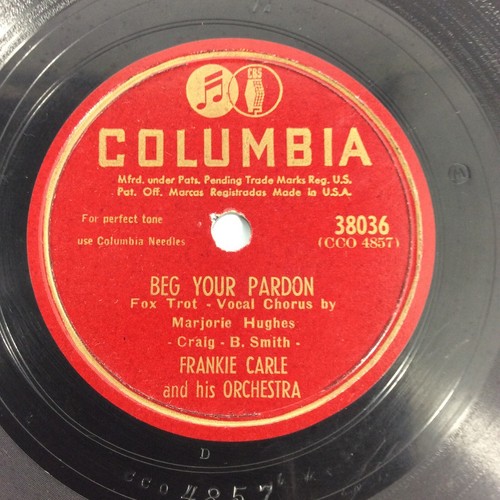 CBS
COLUMBIA
Mfrd. under Pats. Pending Trade Marks Reg. U.S.
Pat. Off. Marcas Registradas Made in U.S.A.
For perfect tone
use Columbia Needles
38036
(CCO 4857)
BEG YOUR PARDON
Fox Trot - Vocal Chorus by
Marjorie Hughes
- Craig - B. Smith -
FRANKIE CARLE
and his ORCHESTRA
D
CCO 4857